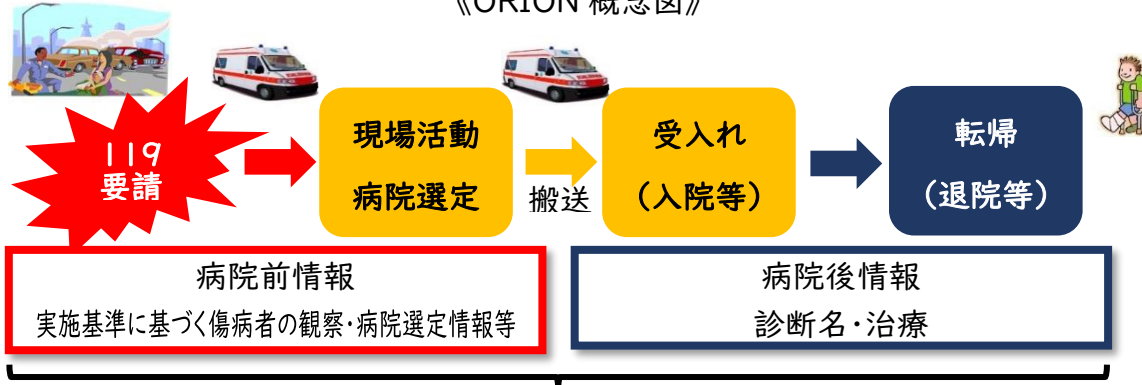 《ORION 概念図》
119
要請
現場活動
病院選定
搬送
受入れ
(入院等)
転帰
(退院等)
病院前情報
実施基準に基づく傷病者の観察・病院選定情報等
病院後情報
診断名・治療